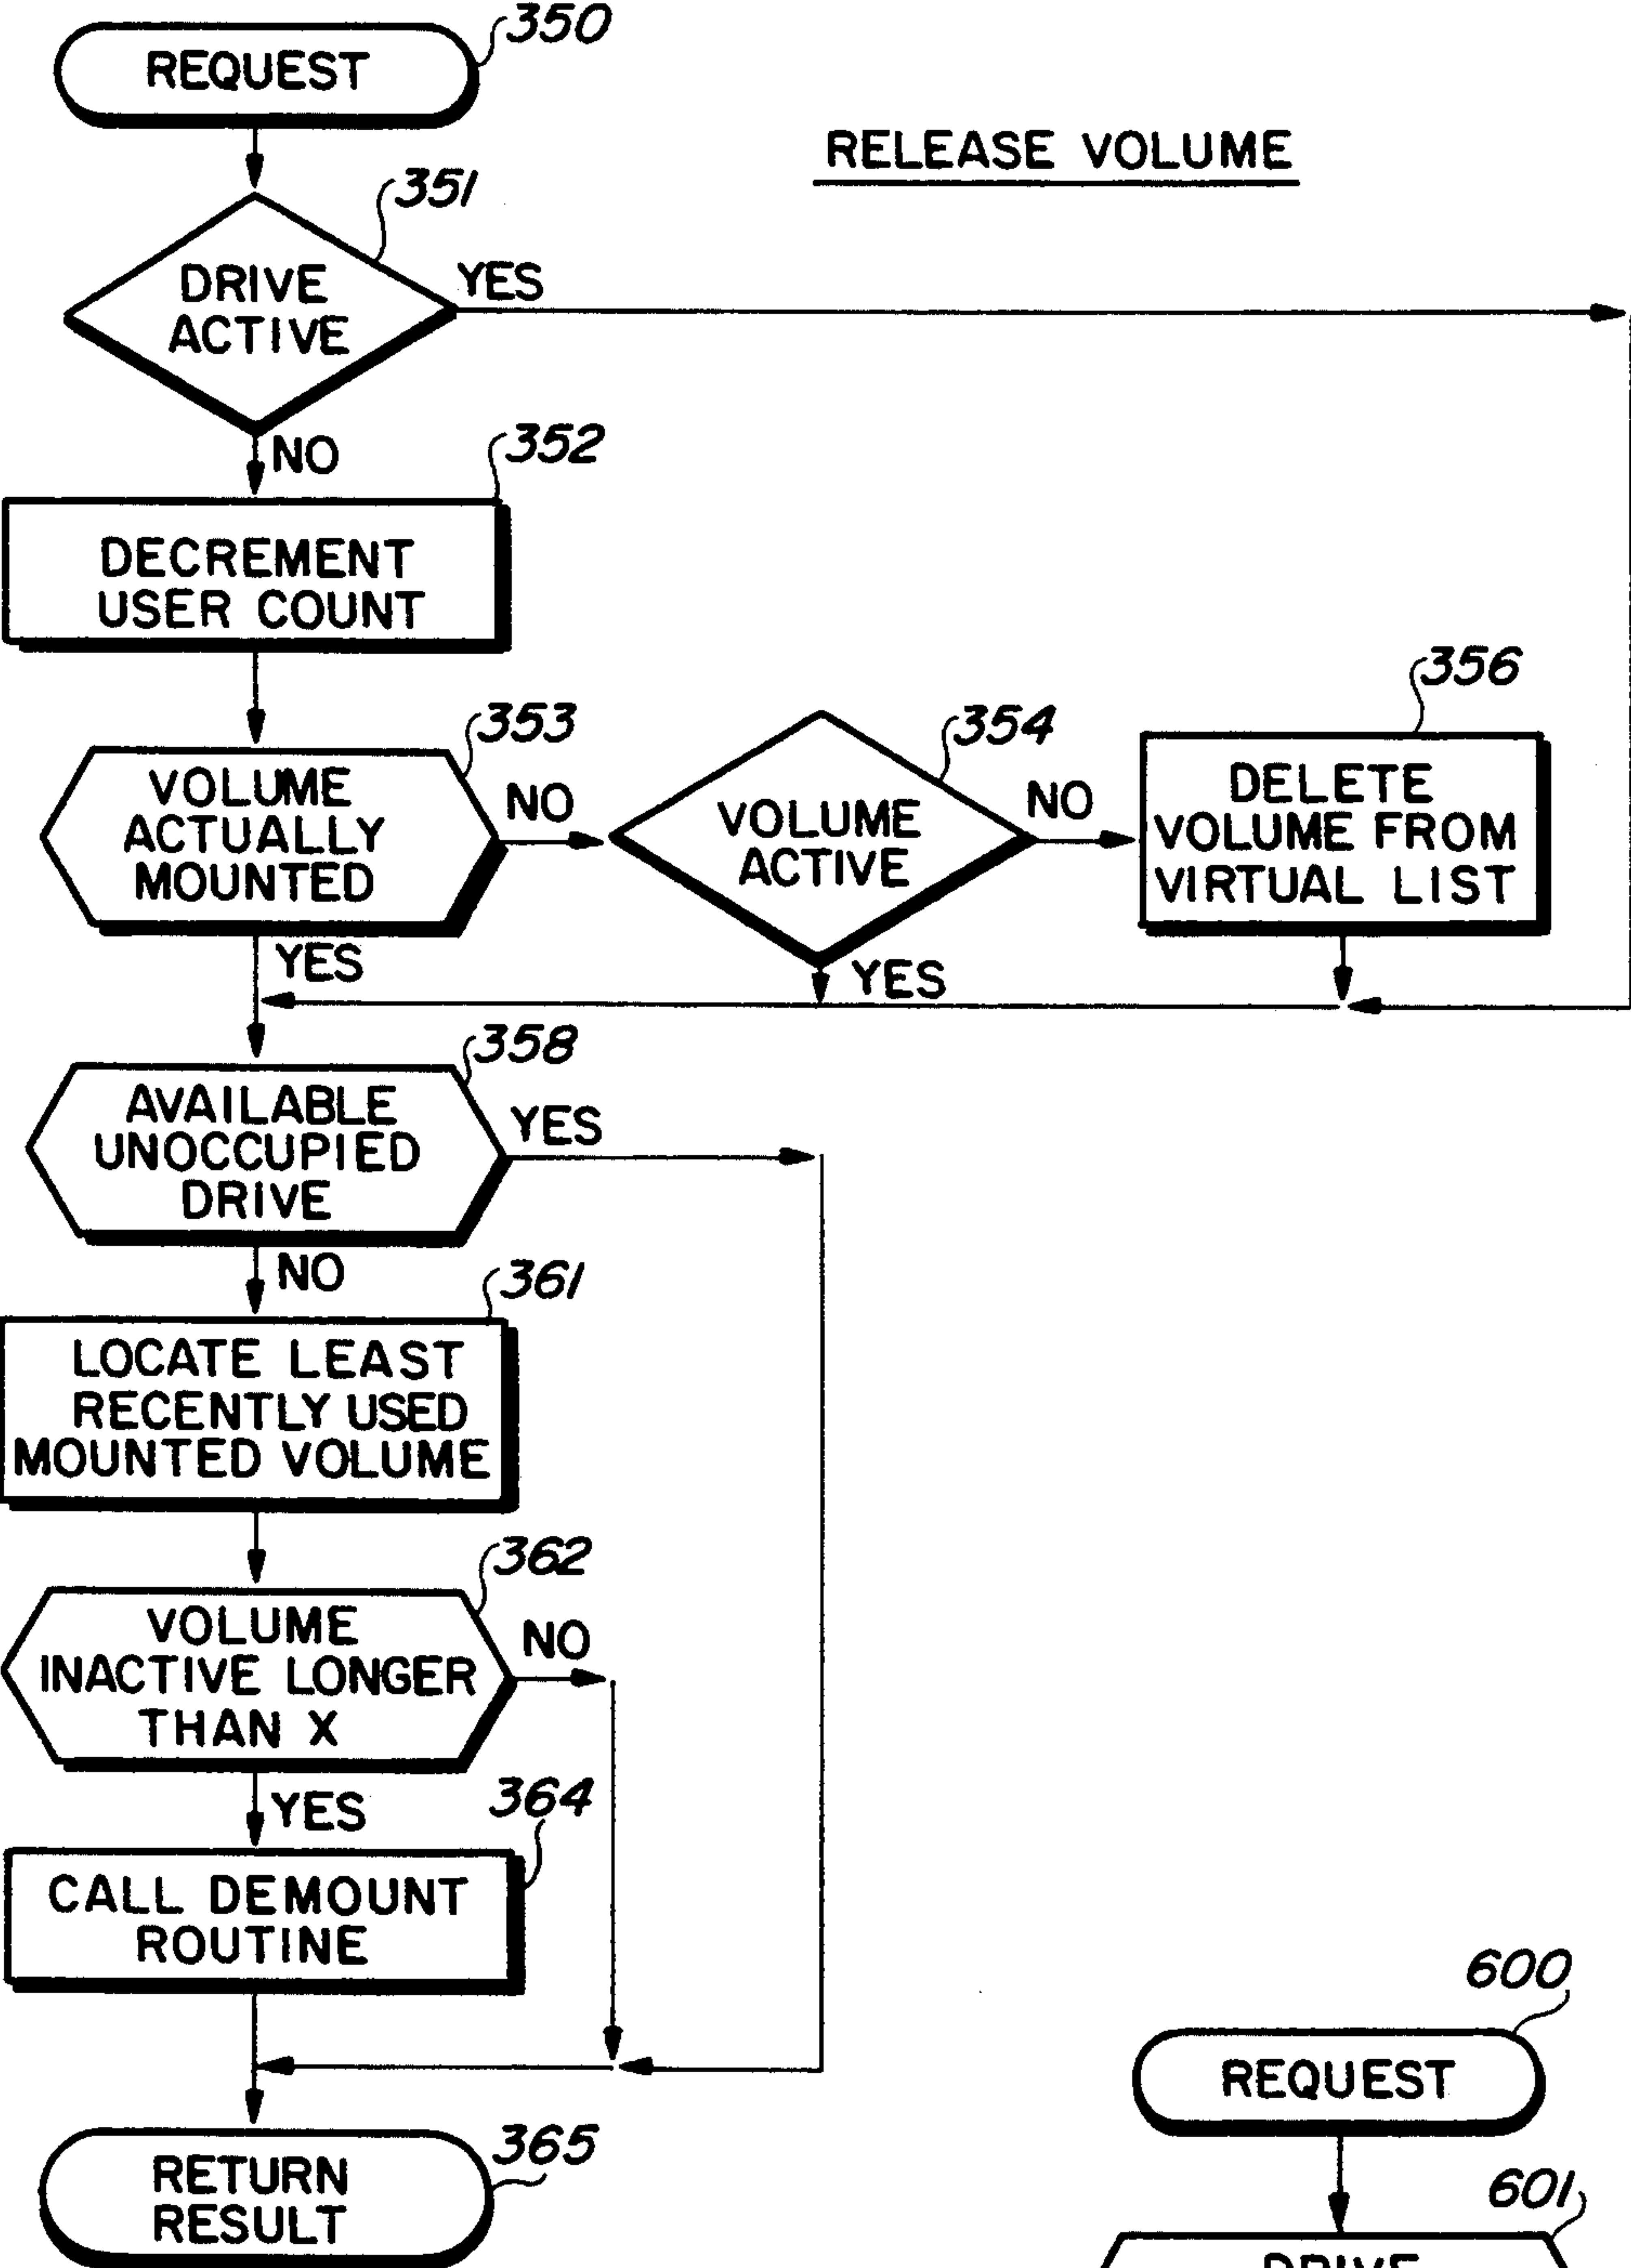 350
REQUEST
RELEASE VOLUME
351
DRIVE
ACTIVE
YES
NO
352
DECREMENT
USER COUNT
353
VOLUME
ACTUALLY
MOUNTED
NO
YES
354
VOLUME
ACTIVE
NO
YES
356
DELETE
VOLUME FROM
VIRTUAL LIST
358
AVAILABLE
UNOCCUPIED
DRIVE
YES
NO
361
LOCATE LEAST
RECENTLY USED
MOUNTED VOLUME
362
VOLUME
INACTIVE LONGER
THAN X
NO
YES
364
CALL DEMOUNT
ROUTINE
365
RETURN
RESULT
600
REQUEST
601
DRIVE